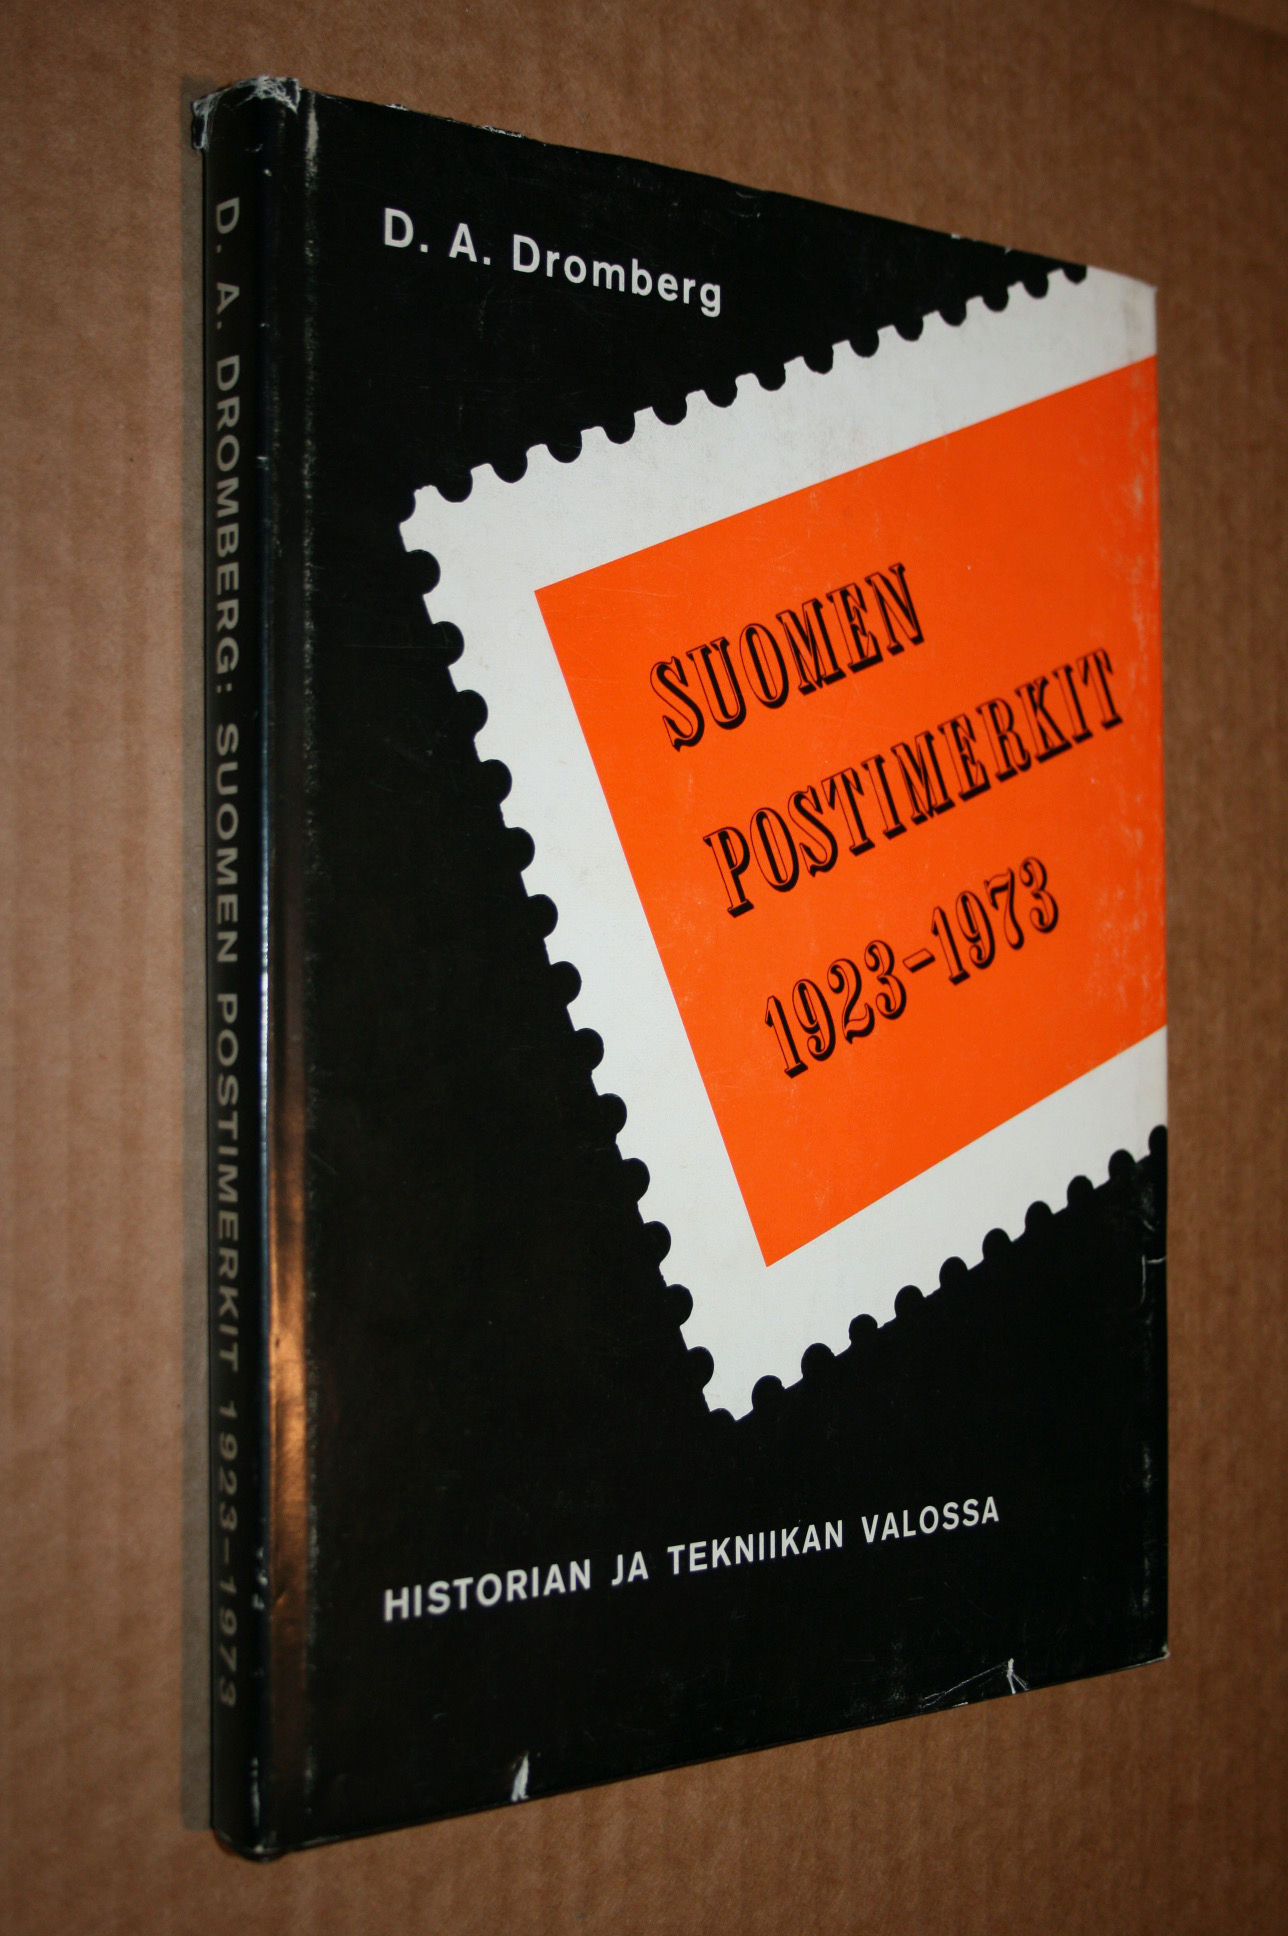 D. A. DROMBERG: SUOMEN POSTIMERKIT 1923–1973
D. A. Dromberg
SUOMEN
POSTIMERKIT
1923–1973
HISTORIAN JA TEKNIIKAN VALOSSA